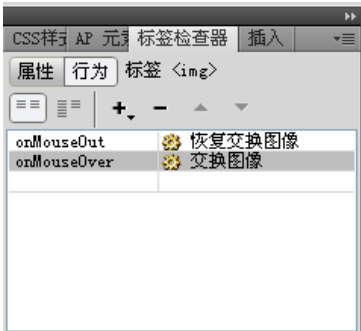 CSS样式 AP 元素 标签检查器 插入
属性 行为 标签 <img>
onMouseOut 恢复交换图像
onMouseOver 交换图像